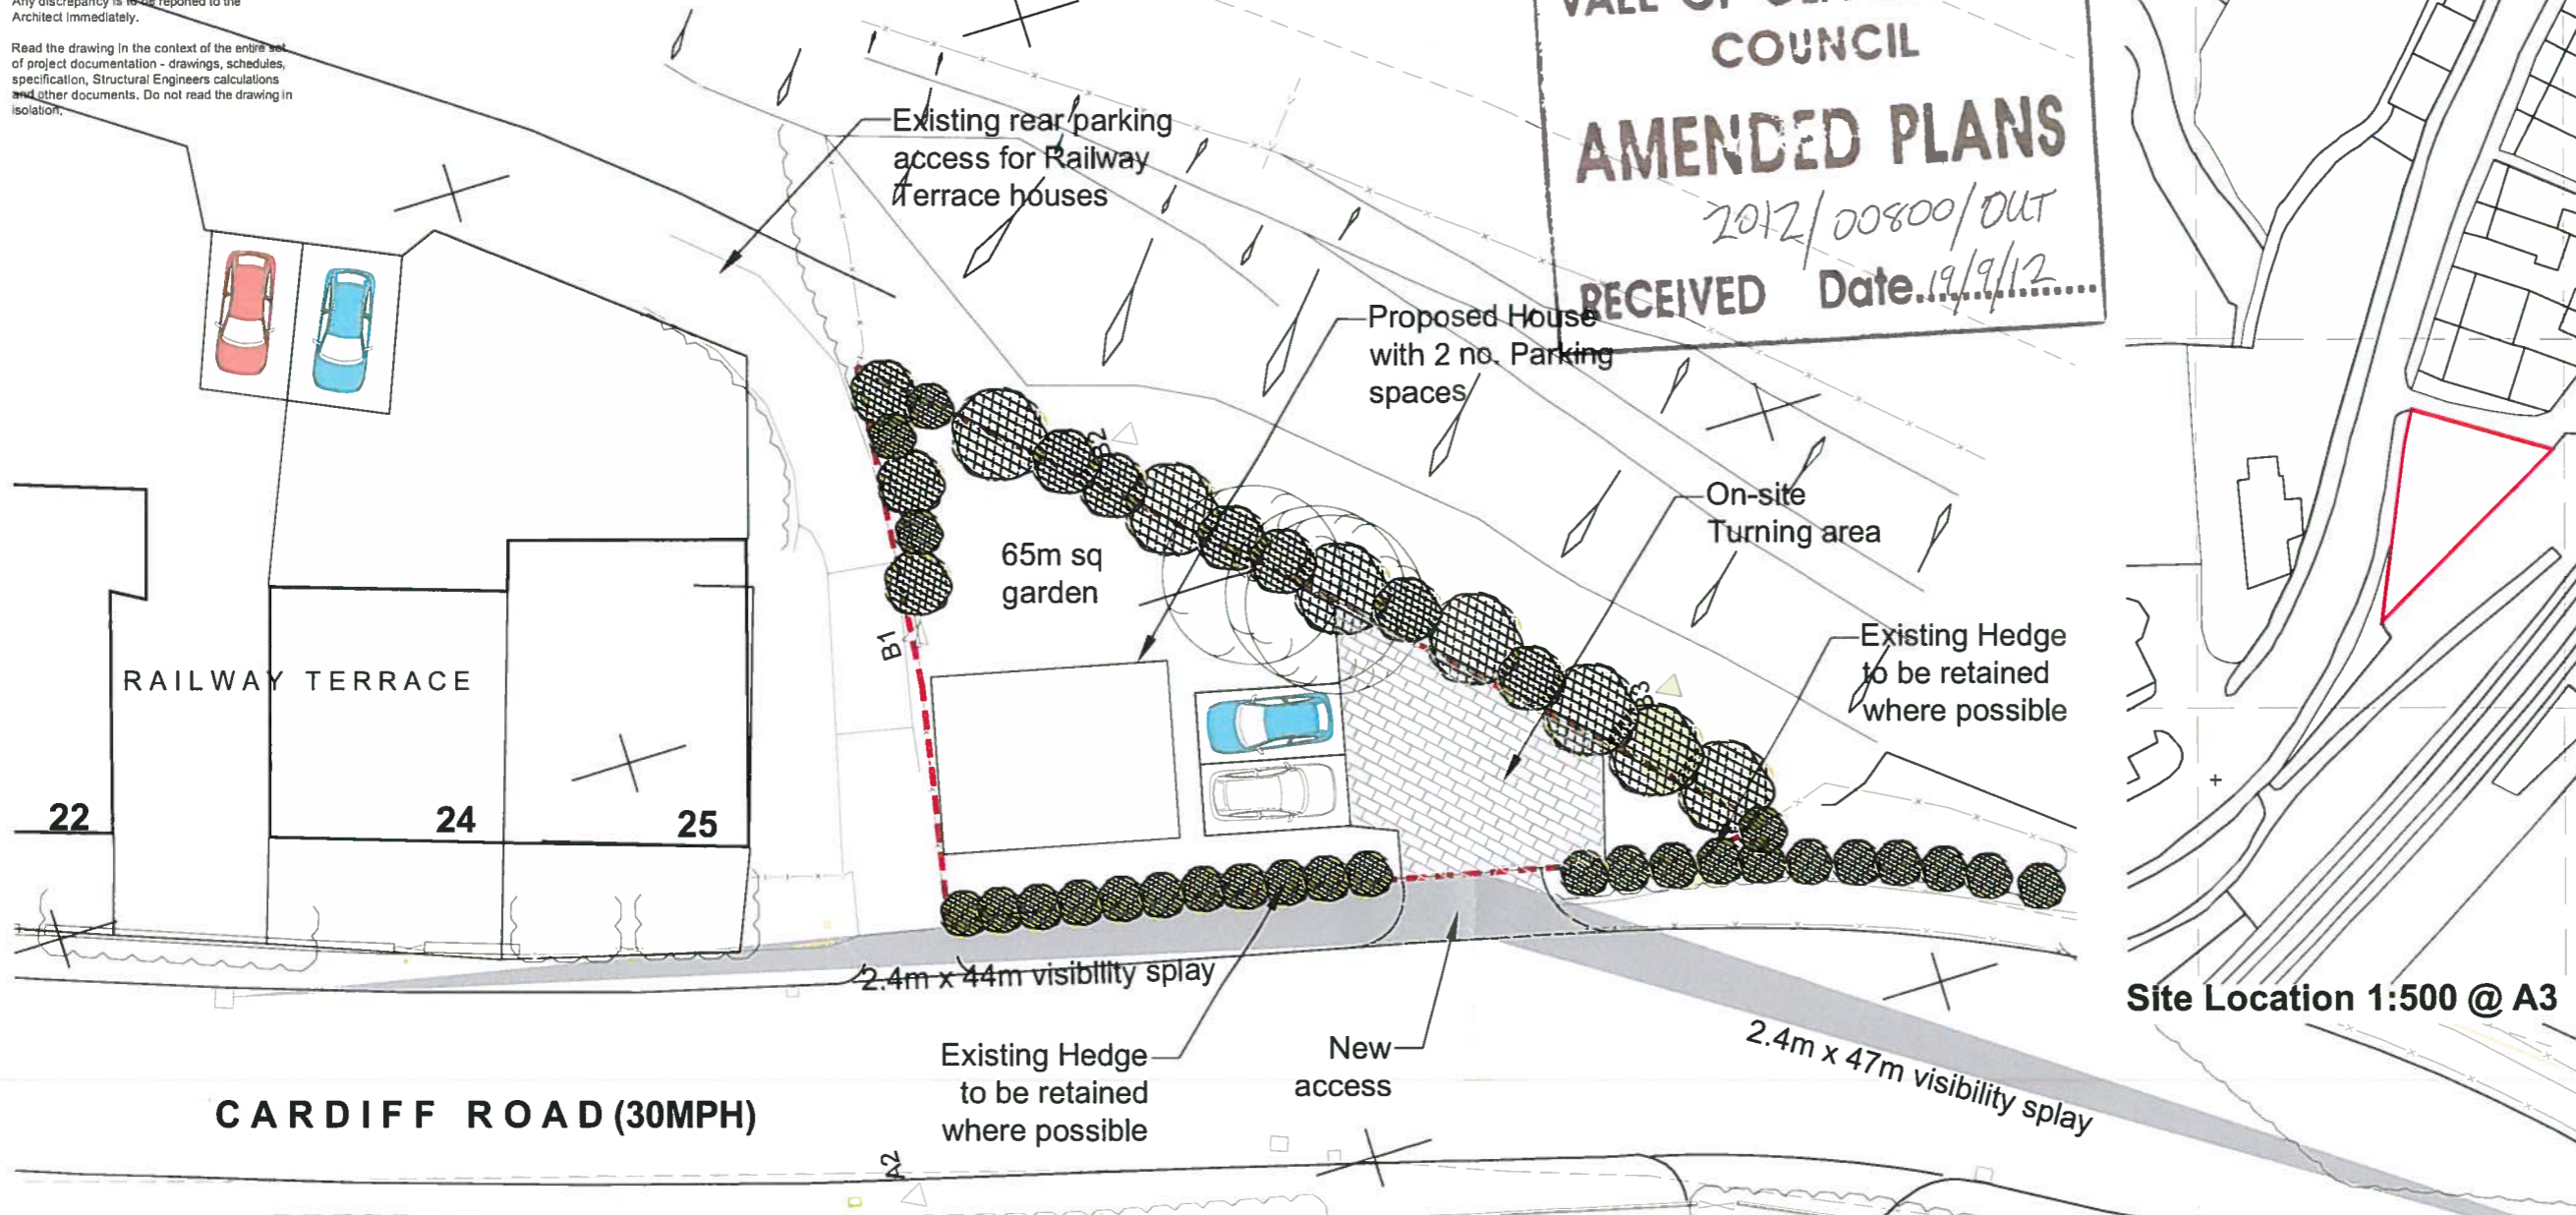 Any discrepancy is to be reported to the
Architect Immediately.
Read the drawing in the context of the entire set
of project documentation - drawings, schedules,
specification, Structural Engineers calculations
and other documents. Do not read the drawing in
isolation.
COUNCIL
AMENDED PLANS
2012/00800/OUT
RECEIVED Date 19/9/12
Existing rear parking
access for Railway
Terrace houses
Proposed House
with 2 no. Parking
spaces
On-site
Turning area
Existing Hedge
to be retained
where possible
65m sq
garden
B1
B2
B3
RAILWAY TERRACE
22
24
25
2.4m x 44m visibility splay
Existing Hedge
to be retained
where possible
New
access
2.4m x 47m visibility splay
Site Location 1:500 @ A3
CARDIFF ROAD (30MPH)
A2